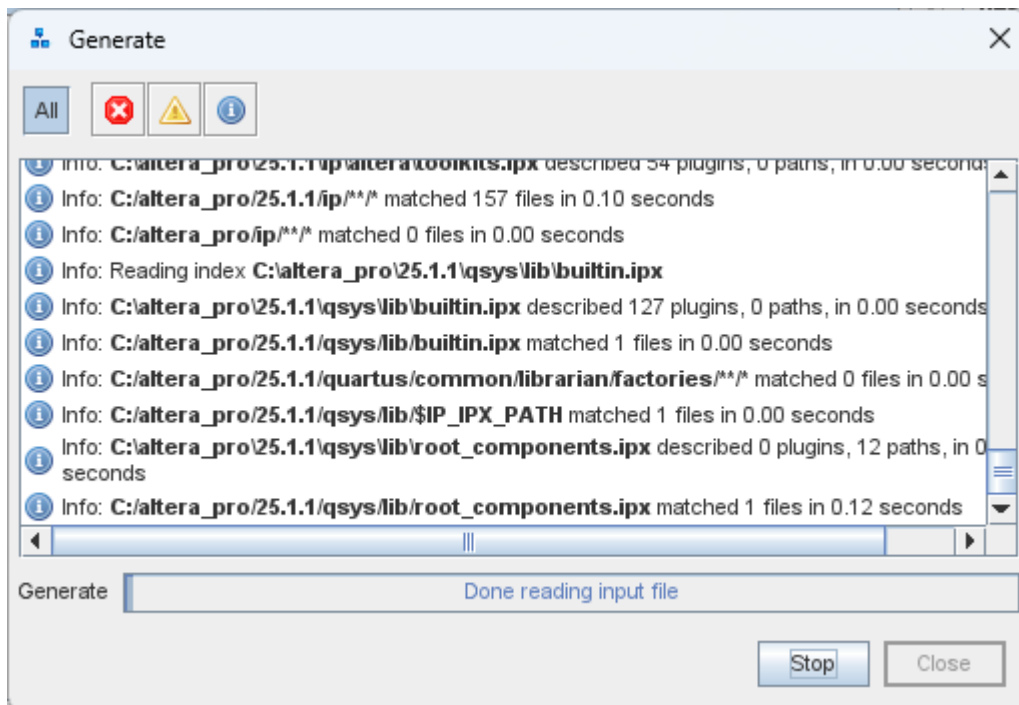 Generate
All
Info: C:\altera_pro\25.1.1\ip\altera\toolkits.ipx described 54 plugins, 0 paths, in 0.00 seconds
Info: C:/altera_pro/25.1.1/ip/**/* matched 157 files in 0.10 seconds
Info: C:/altera_pro/ip/**/* matched 0 files in 0.00 seconds
Info: Reading index C:\altera_pro\25.1.1\qsys\lib\builtin.ipx
Info: C:\altera_pro\25.1.1\qsys\lib\builtin.ipx described 127 plugins, 0 paths, in 0.00 seconds
Info: C:/altera_pro/25.1.1/qsys/lib/builtin.ipx matched 1 files in 0.00 seconds
Info: C:/altera_pro/25.1.1/quartus/common/librarian/factories/**/* matched 0 files in 0.00 s
Info: C:/altera_pro/25.1.1/qsys/lib/$IP_IPX_PATH matched 1 files in 0.00 seconds
Info: C:\altera_pro\25.1.1\qsys\lib\root_components.ipx described 0 plugins, 12 paths, in 0
seconds
Info: C:/altera_pro/25.1.1/qsys/lib/root_components.ipx matched 1 files in 0.12 seconds
Generate
Done reading input file
Stop
Close